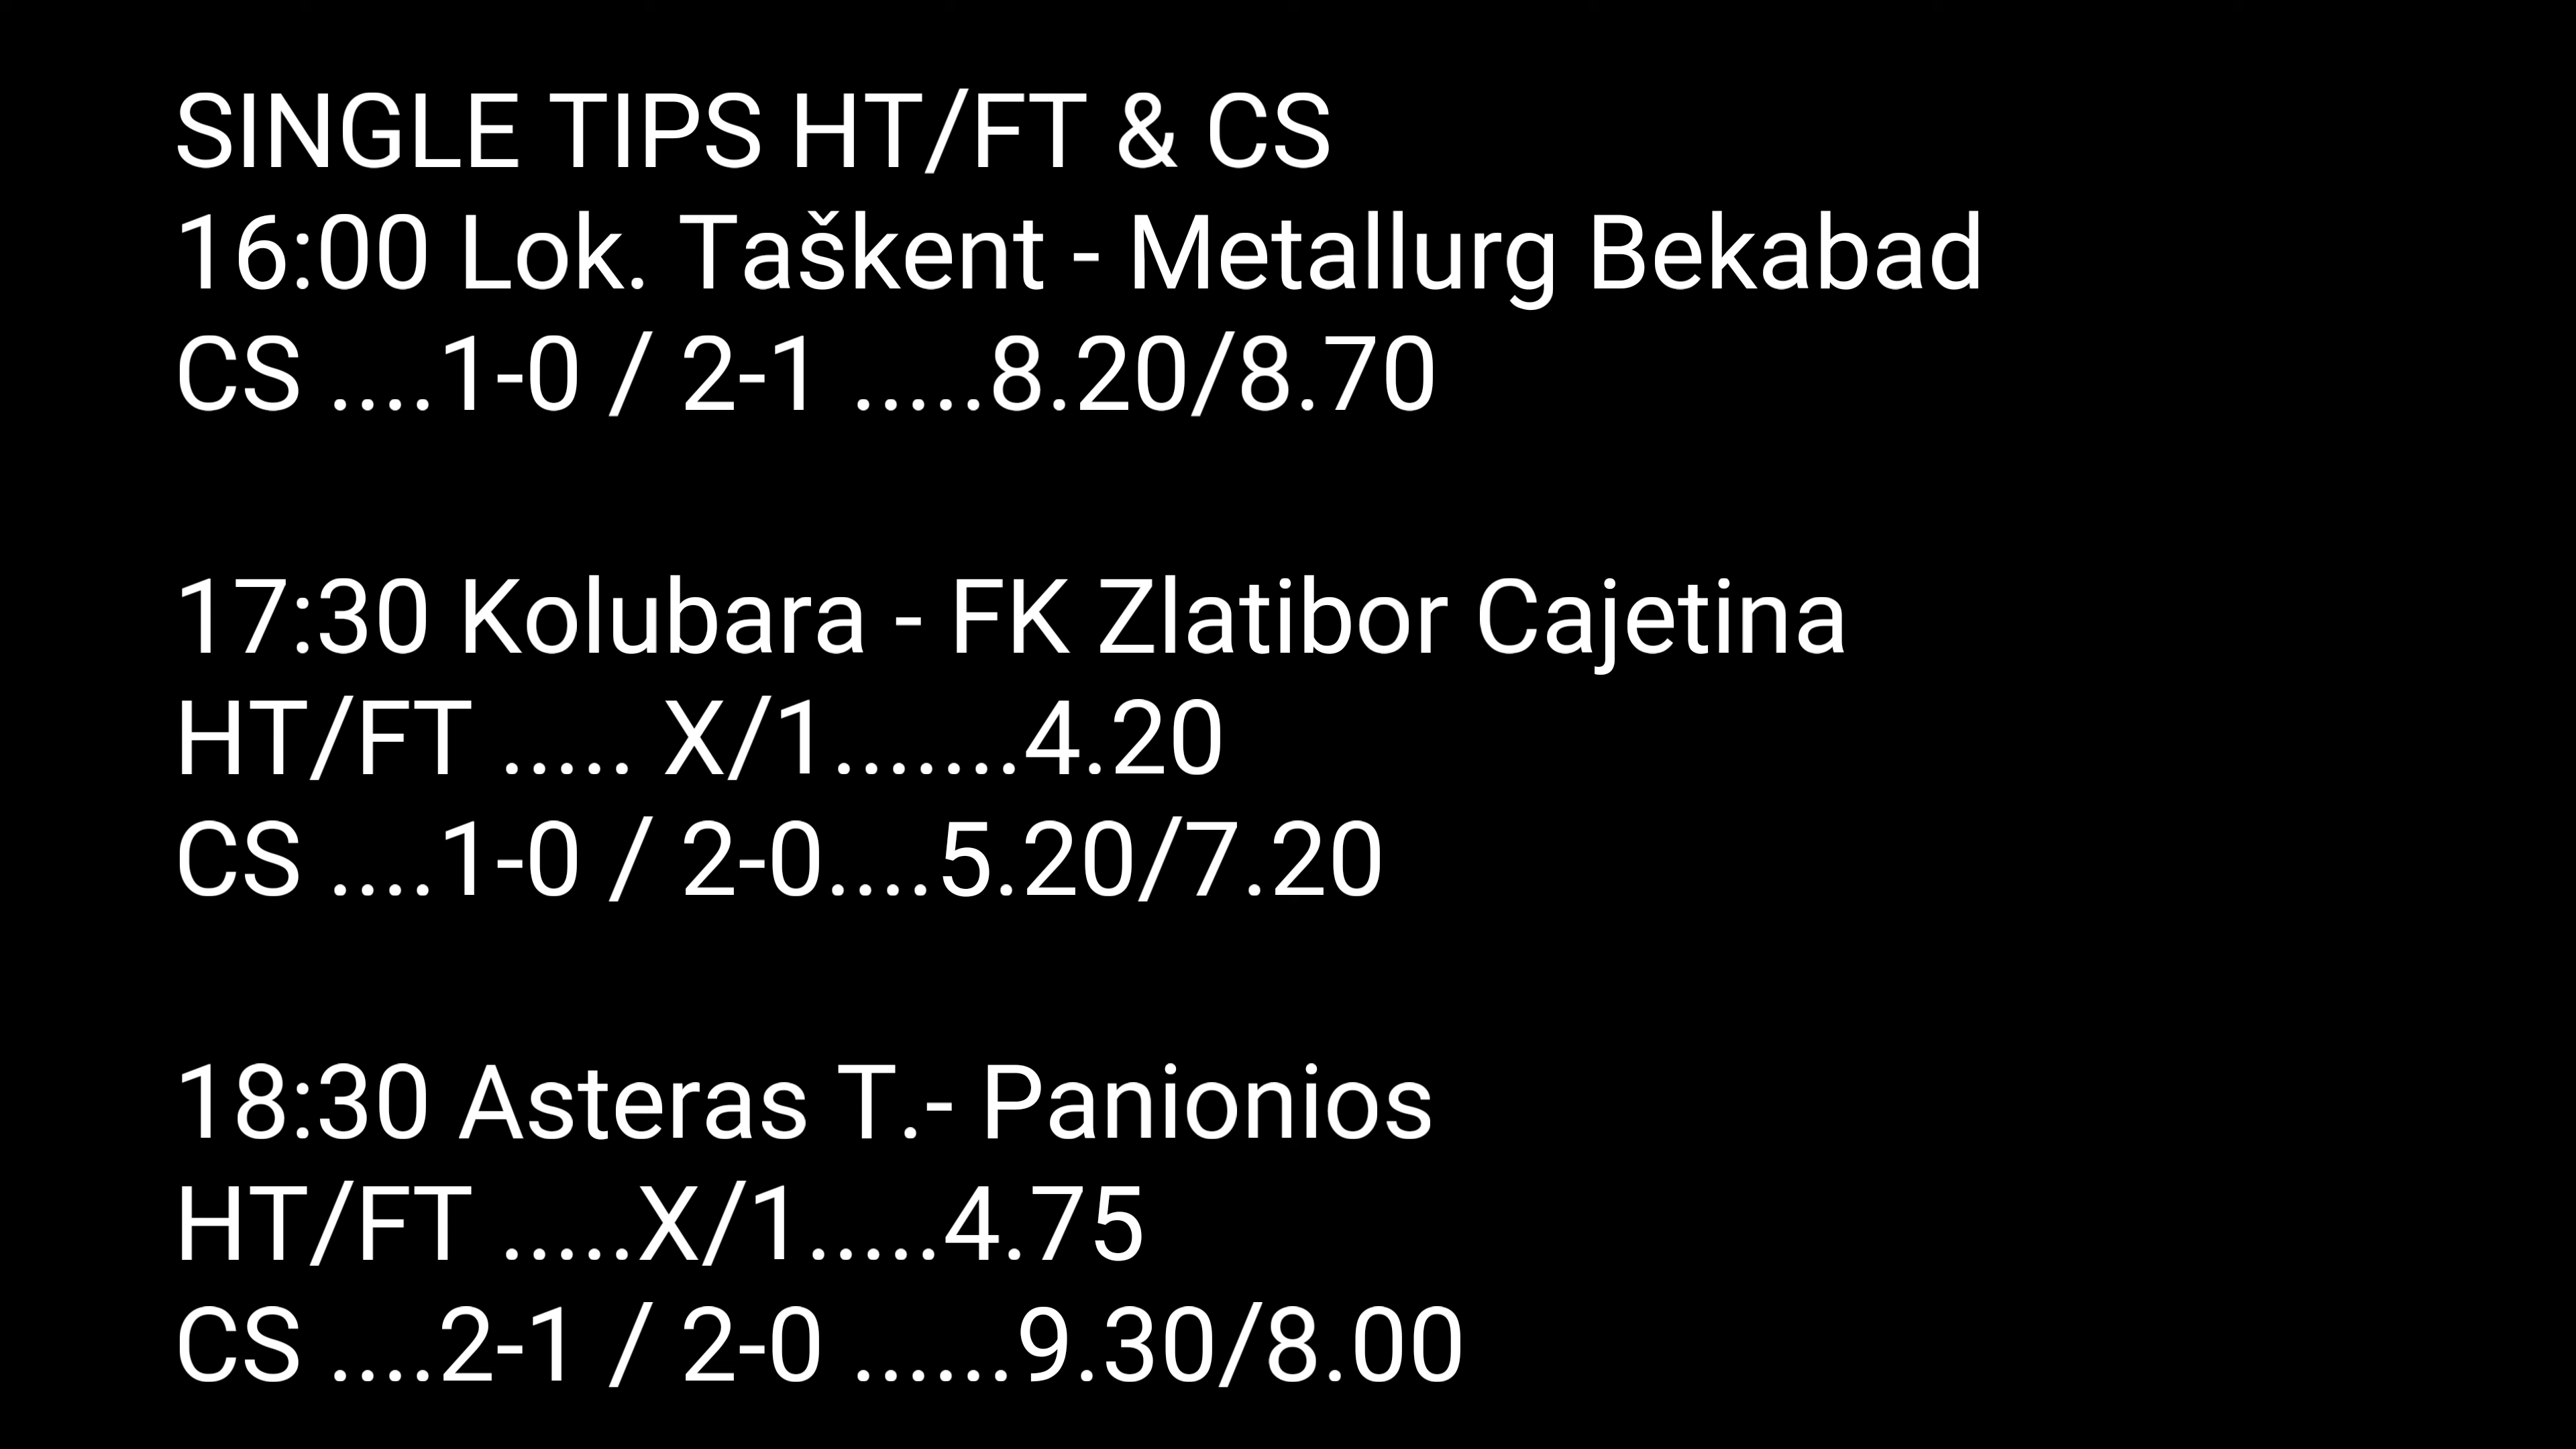 SINGLE TIPS HT/FT & CS
16:00 Lok. Taškent - Metallurg Bekabad
CS ....1-0 / 2-1 .....8.20/8.70
17:30 Kolubara - FK Zlatibor Cajetina
HT/FT ..... X/1.......4.20
CS ....1-0 / 2-0....5.20/7.20
18:30 Asteras T.- Panionios
HT/FT .....X/1.....4.75
CS ....2-1 / 2-0 ......9.30/8.00